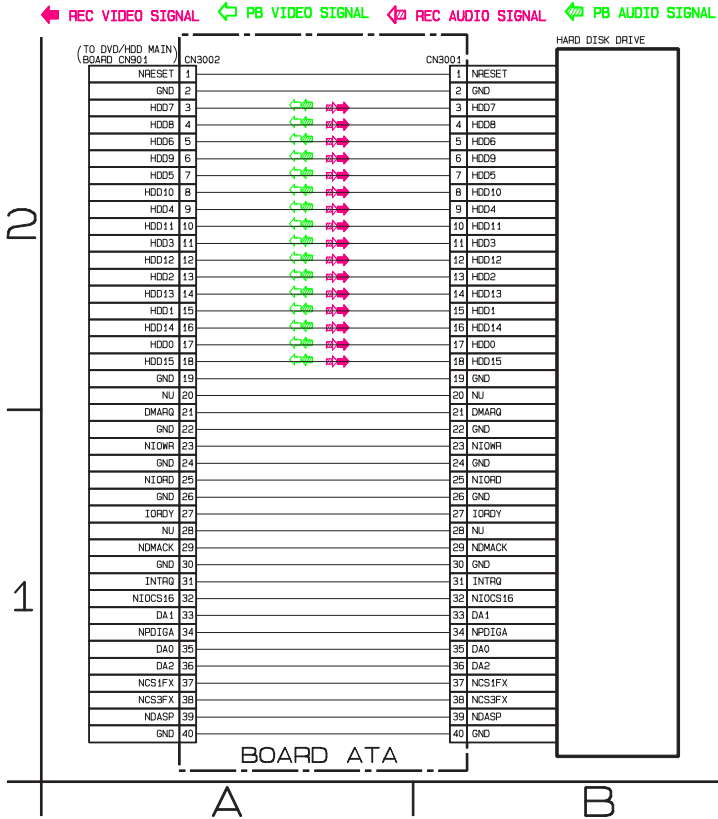 REC VIDEO SIGNAL PB VIDEO SIGNAL REC AUDIO SIGNAL PB AUDIO SIGNAL
(TO DVD/HDD MAIN) HARD DISK DRIVE
(BOARD CN901) CN3002 CN3001
NRESET 1 1 NRESET
GND 2 2 GND
HDD7 3 3 HDD7
HDD8 4 4 HDD8
HDD6 5 5 HDD6
HDD9 6 6 HDD9
HDD5 7 7 HDD5
HDD10 8 8 HDD10
HDD4 9 9 HDD4
2
HDD11 10 10 HDD11
HDD3 11 11 HDD3
HDD12 12 12 HDD12
HDD2 13 13 HDD2
HDD13 14 14 HDD13
HDD1 15 15 HDD1
HDD14 16 16 HDD14
HDD0 17 17 HDD0
HDD15 18 18 HDD15
GND 19 19 GND
NU 20 20 NU
DMARQ 21 21 DMARQ
GND 22 22 GND
NIOWR 23 23 NIOWR
GND 24 24 GND
NIORD 25 25 NIORD
GND 26 26 GND
IORDY 27 27 IORDY
NU 28 28 NU
NDMACK 29 29 NDMACK
GND 30 30 GND
INTRQ 31 31 INTRQ
1
NIOCS16 32 32 NIOCS16
DA1 33 33 DA1
NPDIGA 34 34 NPDIGA
DA0 35 35 DA0
DA2 36 36 DA2
NCS1FX 37 37 NCS1FX
NCS3FX 38 38 NCS3FX
NDASP 39 39 NDASP
GND 40 40 GND
BOARD ATA
A B